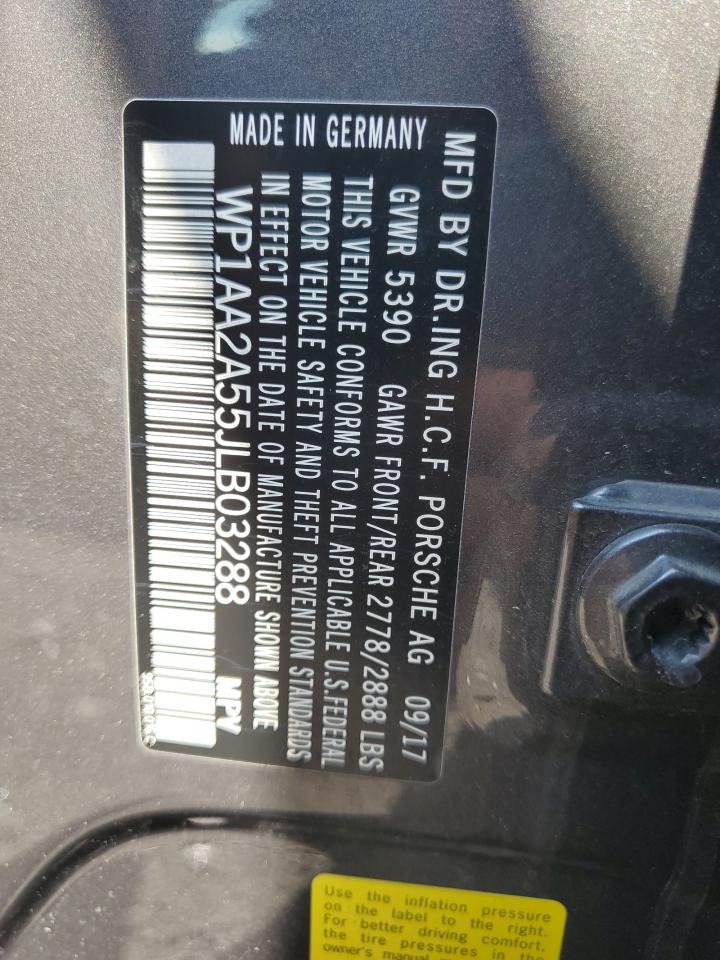 MFD BY DR.ING H.C.F. PORSCHE AG 09/17
GVWR 5390 GAWR FRONT/REAR 2778/2888 LBS
THIS VEHICLE CONFORMS TO ALL APPLICABLE U.S.FEDERAL
MOTOR VEHICLE SAFETY AND THEFT PREVENTION STANDARDS
IN EFFECT ON THE DATE OF MANUFACTURE SHOWN ABOVE
MADE IN GERMANY
WP1AA2A55JLB03288 MPV
Use the inflation pressure
on the label to the right.
For better driving comfort,
the tire pressures in the
owner's manual